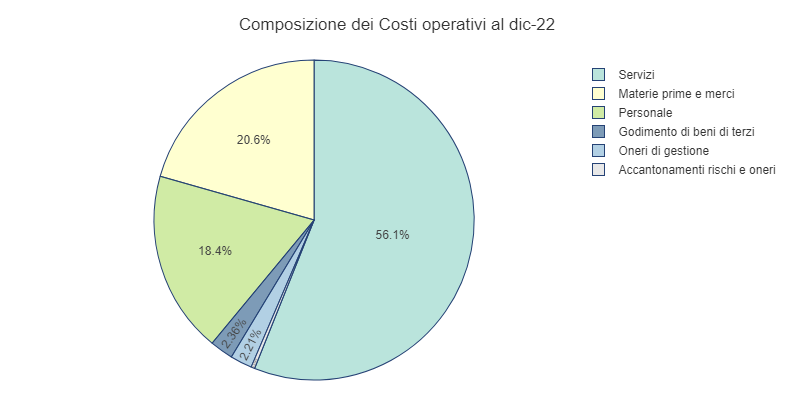 Composizione dei Costi operativi al dic-22
Servizi
Materie prime e merci
Personale
Godimento di beni di terzi
Oneri di gestione
Accantonamenti rischi e oneri
20.6%
56.1%
18.4%
2.36%
2.21%